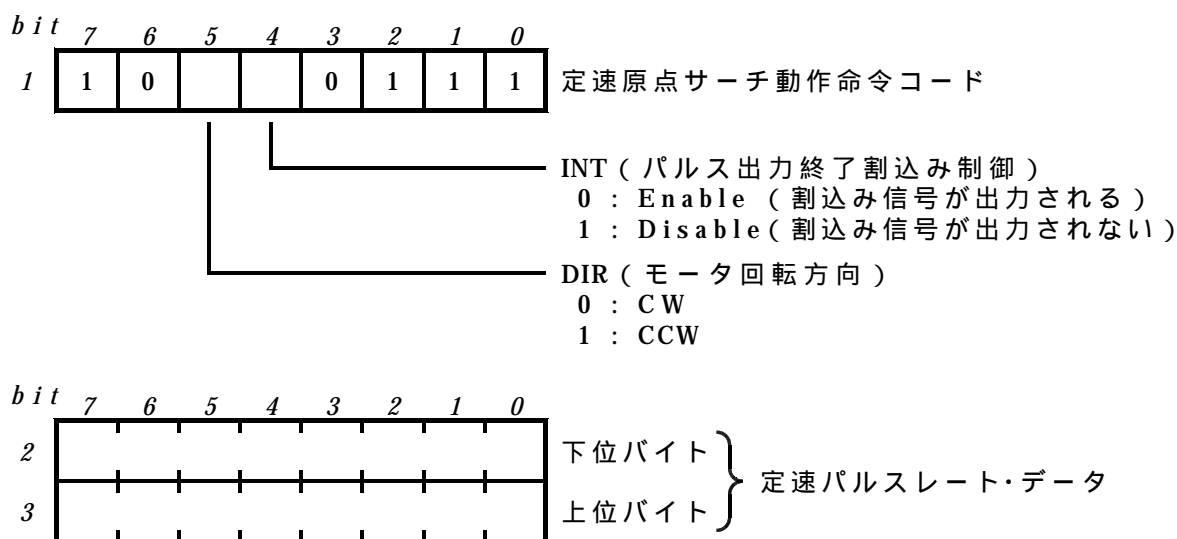 bit 7 6 5 4 3 2 1 0
1 1 0 0 1 1 1 定速原点サーチ動作命令コード
INT(パルス出力終了割込み制御)
0 : Enable (割込み信号が出力される)
1 : Disable(割込み信号が出力されない)
DIR(モータ回転方向)
0 : CW
1 : CCW
bit 7 6 5 4 3 2 1 0
2 下位バイト
定速パルスレート・データ
3 上位バイト